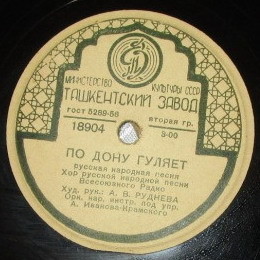 МИНИСТЕРСТВО КУЛЬТУРЫ СССР
ТАШКЕНТСКИЙ ЗАВОД
гост 5289-56 вторая гр.
18904 3-00
ПО ДОНУ ГУЛЯЕТ
русская народная песня
Хор русской народной песни
Всесоюзного Радио
Худ. рук.: А. В. РУДНЕВА
Орк. нар. инстр. под упр.
А. Иванова-Крамского